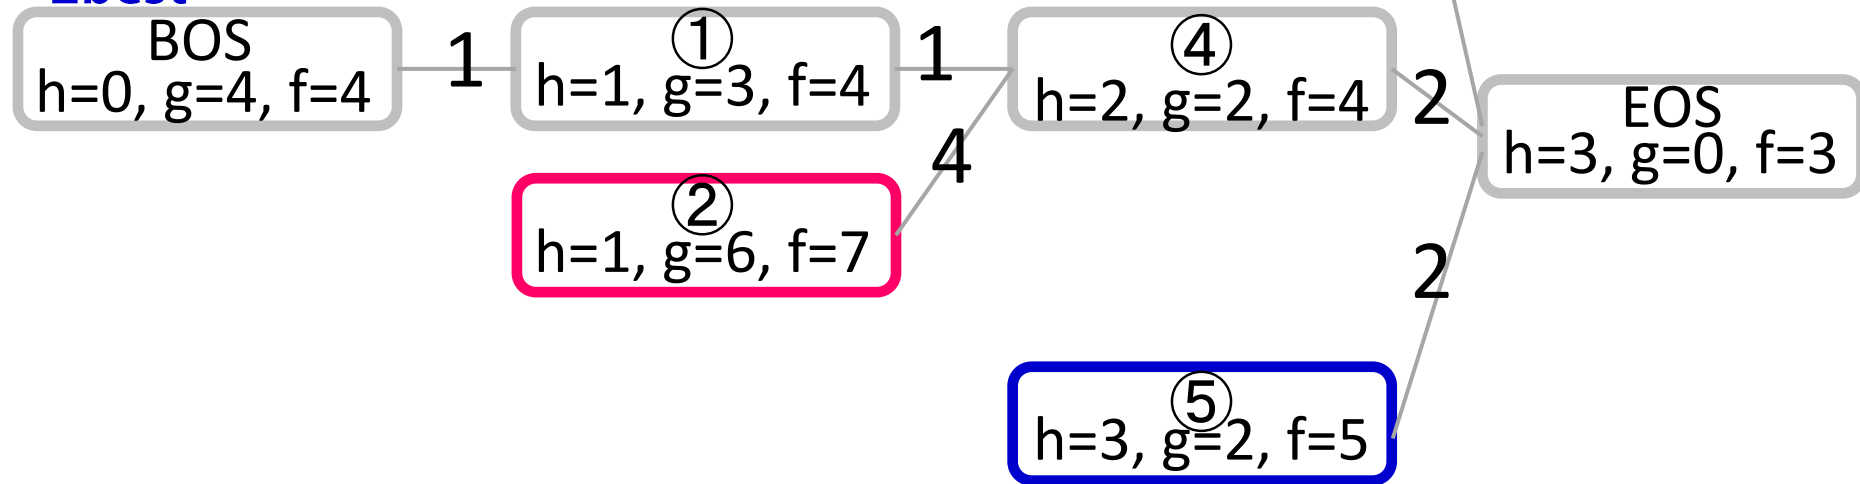 1best
BOS
h=0, g=4, f=4
1
①
h=1, g=3, f=4
1
④
h=2, g=2, f=4
2
EOS
h=3, g=0, f=3
4
②
h=1, g=6, f=7
2
⑤
h=3, g=2, f=5